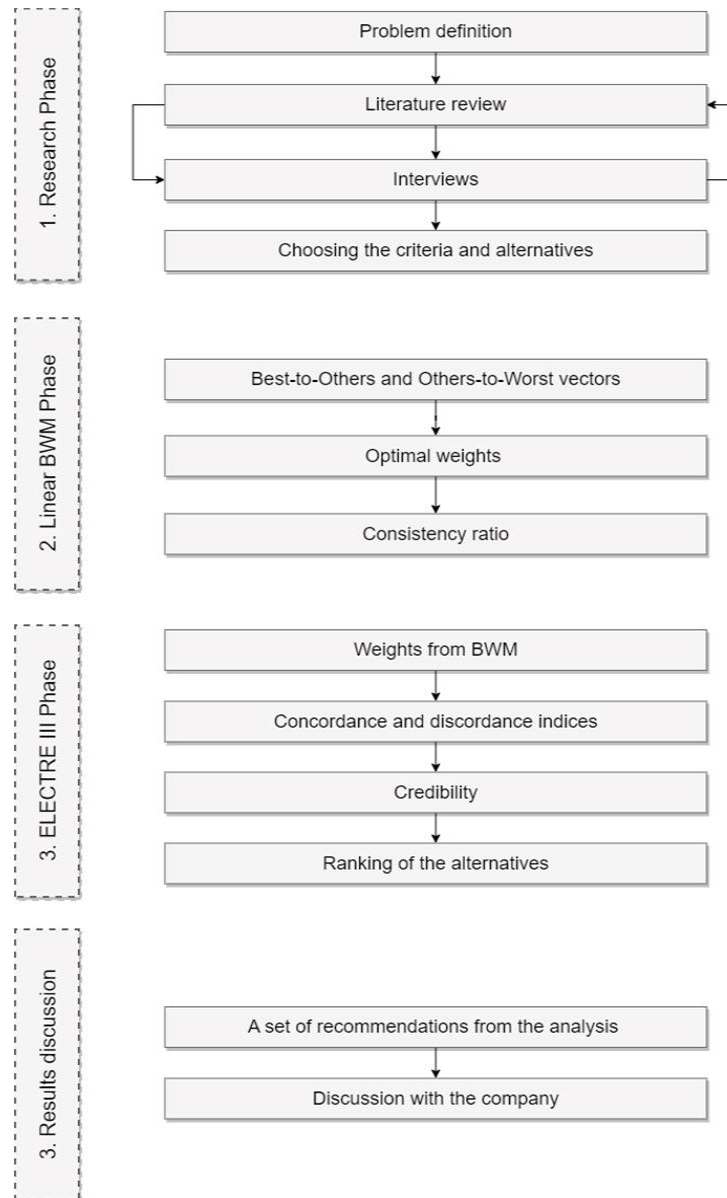 1. Research Phase
Problem definition
Literature review
Interviews
Choosing the criteria and alternatives
2. Linear BWM Phase
Best-to-Others and Others-to-Worst vectors
Optimal weights
Consistency ratio
3. ELECTRE III Phase
Weights from BWM
Concordance and discordance indices
Credibility
Ranking of the alternatives
3. Results discussion
A set of recommendations from the analysis
Discussion with the company